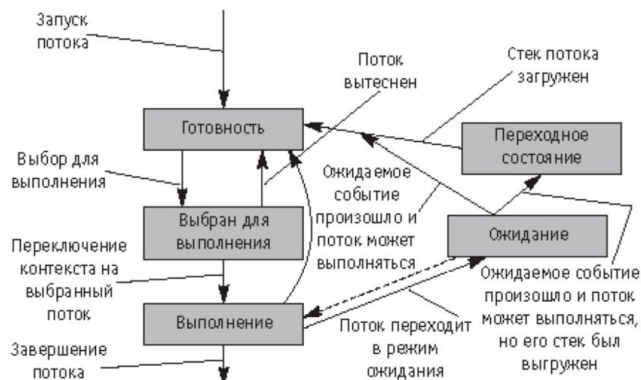 Запуск
потока
Поток
вытеснен
Стек потока
загружен
Готовность
Переходное
состояние
Выбор для
выполнения
Ожидаемое
событие
произошло и
поток может
выполняться
Выбран для
выполнения
Ожидание
Переключение
контекста на
выбранный
поток
Ожидаемое событие
произошло и поток
может выполняться,
но его стек был
выгружен
Выполнение
Поток переходит
в режим
ожидания
Завершение
потока